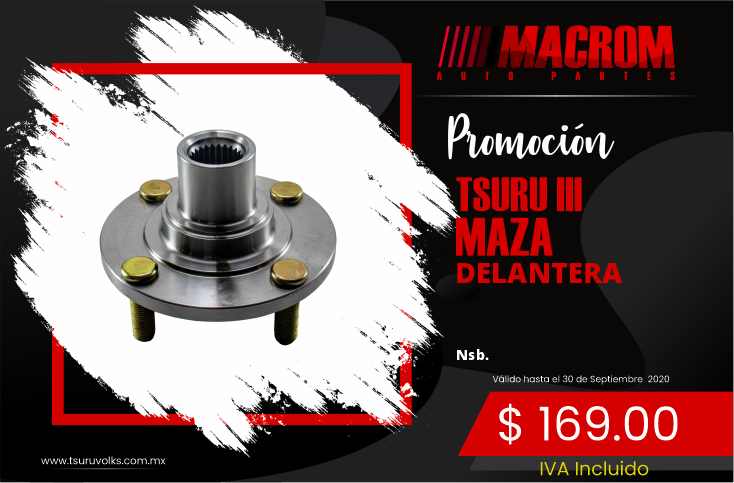 MACROM
AUTO PARTES
Promoción
TSURU III
MAZA
DELANTERA
Nsb.
Válido hasta el 30 de Septiembre 2020
$ 169.00
IVA Incluido
www.tsuruvolks.com.mx